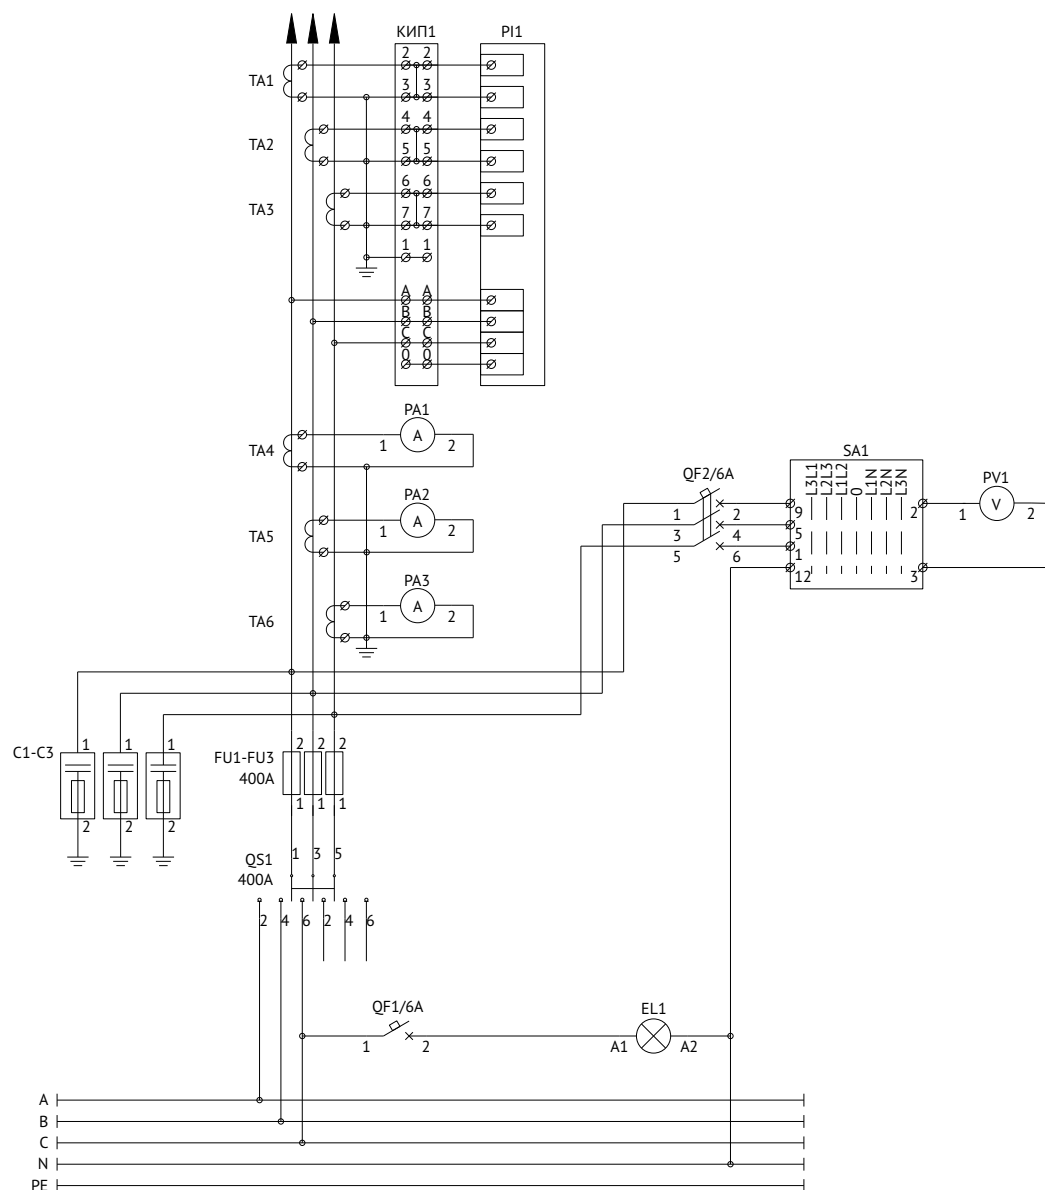 КИП1 PI1
2 2
TA1
3 3
4 4
TA2
5 5
6 6
TA3
7 7
1 1
A A
B B
C C
0 0
PA1
A
1 2
TA4
PA2
A
1 2
TA5
PA3
A
1 2
TA6
QF2/6A
1 2
3 4
5 6
SA1
L3L1 L2L3 L1L2 0 L1N L2N L3N
9 2
5
1
12 3
PV1
V
1 2
C1-C3
1 1 1
2 2 2
FU1-FU3
400A
2 2 2
1 1 1
QS1
400A
1 3 5
2 4 6 2 4 6
QF1/6A
1 2
EL1
A1 A2
A
B
C
N
PE